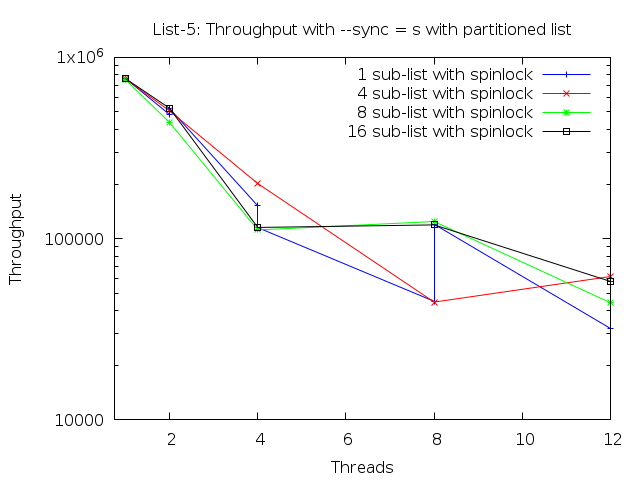 List-5: Throughput with --sync = s with partitioned list
1x10^6
1 sub-list with spinlock
4 sub-list with spinlock
8 sub-list with spinlock
16 sub-list with spinlock
Throughput
100000
10000
2 4 6 8 10 12
Threads